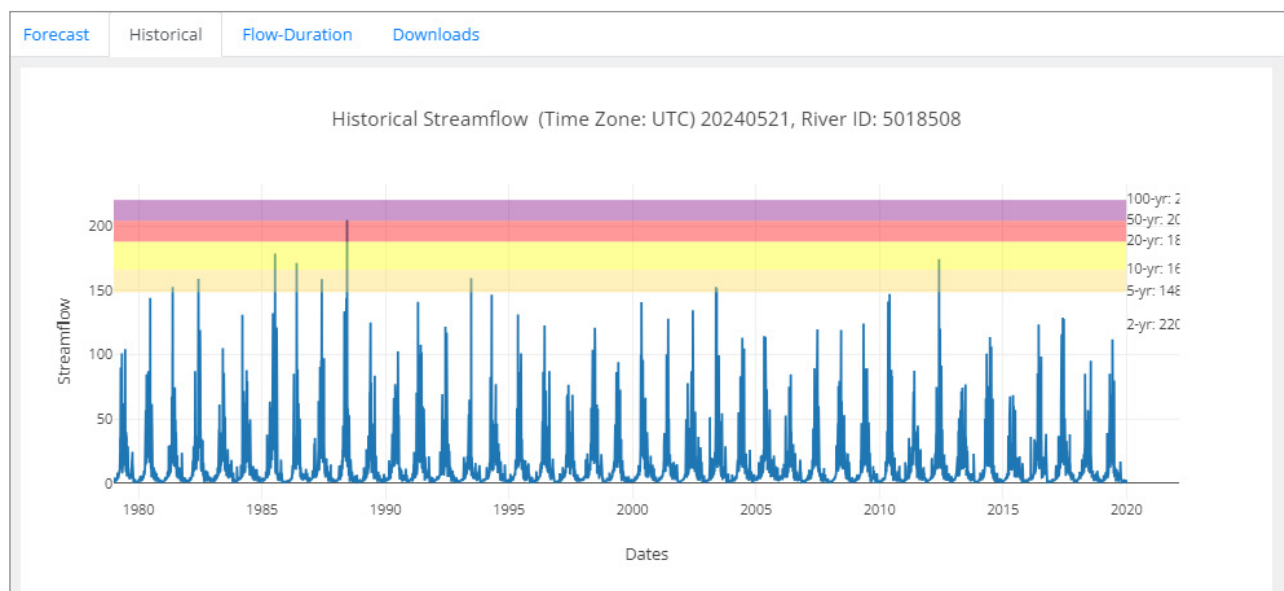 Forecast Historical Flow-Duration Downloads
Historical Streamflow (Time Zone: UTC) 20240521, River ID: 5018508
100-yr: 2
50-yr: 20
20-yr: 18
10-yr: 16
5-yr: 148
2-yr: 220
200
150
100
50
0
Streamflow
1980 1985 1990 1995 2000 2005 2010 2015 2020
Dates